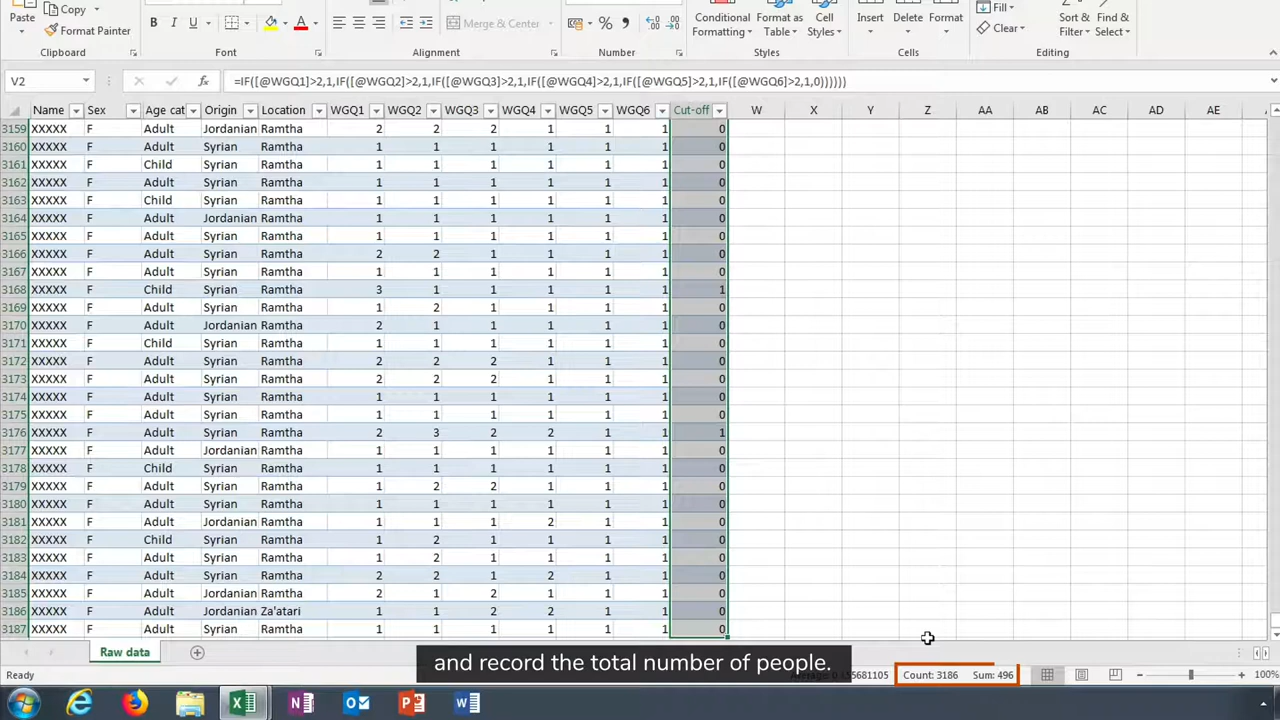 Paste
Copy
Format Painter
B I U
A
Merge & Center
%
Conditional Formatting
Format as Table
Cell Styles
Insert
Delete
Format
Fill
Clear
Sort & Filter
Find & Select
Clipboard
Font
Alignment
Number
Styles
Cells
Editing
V2
fx
=IF([@WGQ1]>2,1,IF([@WGQ2]>2,1,IF([@WGQ3]>2,1,IF([@WGQ4]>2,1,IF([@WGQ5]>2,1,IF([@WGQ6]>2,1,0))))))
Name Sex Age cat Origin Location WGQ1 WGQ2 WGQ3 WGQ4 WGQ5 WGQ6 Cut-off W X Y Z AA AB AC AD AE
3159 XXXXX F Adult Jordanian Ramtha 2 2 2 1 1 1 0
3160 XXXXX F Adult Syrian Ramtha 1 1 1 1 1 1 0
3161 XXXXX F Child Syrian Ramtha 1 1 1 1 1 1 0
3162 XXXXX F Adult Syrian Ramtha 1 1 1 1 1 1 0
3163 XXXXX F Child Syrian Ramtha 1 1 1 1 1 1 0
3164 XXXXX F Adult Jordanian Ramtha 1 1 1 1 1 1 0
3165 XXXXX F Adult Syrian Ramtha 1 1 1 1 1 1 0
3166 XXXXX F Adult Syrian Ramtha 2 2 1 1 1 1 0
3167 XXXXX F Adult Syrian Ramtha 1 1 1 1 1 1 0
3168 XXXXX F Child Syrian Ramtha 3 1 1 1 1 1 1
3169 XXXXX F Adult Syrian Ramtha 1 2 1 1 1 1 0
3170 XXXXX F Adult Jordanian Ramtha 2 1 1 1 1 1 0
3171 XXXXX F Child Syrian Ramtha 1 1 1 1 1 1 0
3172 XXXXX F Adult Syrian Ramtha 2 2 2 1 1 1 0
3173 XXXXX F Adult Syrian Ramtha 2 2 2 1 1 1 0
3174 XXXXX F Adult Syrian Ramtha 1 1 1 1 1 1 0
3175 XXXXX F Adult Syrian Ramtha 1 1 1 1 1 1 0
3176 XXXXX F Adult Syrian Ramtha 2 3 2 2 1 1 1
3177 XXXXX F Adult Jordanian Ramtha 1 1 1 1 1 1 0
3178 XXXXX F Child Syrian Ramtha 1 1 1 1 1 1 0
3179 XXXXX F Adult Syrian Ramtha 1 2 2 1 1 1 0
3180 XXXXX F Adult Syrian Ramtha 1 1 1 1 1 1 0
3181 XXXXX F Adult Jordanian Ramtha 1 1 1 2 1 1 0
3182 XXXXX F Child Syrian Ramtha 1 2 1 1 1 1 0
3183 XXXXX F Adult Syrian Ramtha 1 2 1 1 1 1 0
3184 XXXXX F Adult Syrian Ramtha 2 2 1 2 1 1 0
3185 XXXXX F Adult Jordanian Ramtha 2 1 2 1 1 1 0
3186 XXXXX F Adult Jordanian Za'atari 1 1 2 2 1 1 0
3187 XXXXX F Adult Syrian Ramtha 1 1 1 1 1 1 0
Raw data
and record the total number of people.
Ready
Count: 3186 Sum: 496
100%